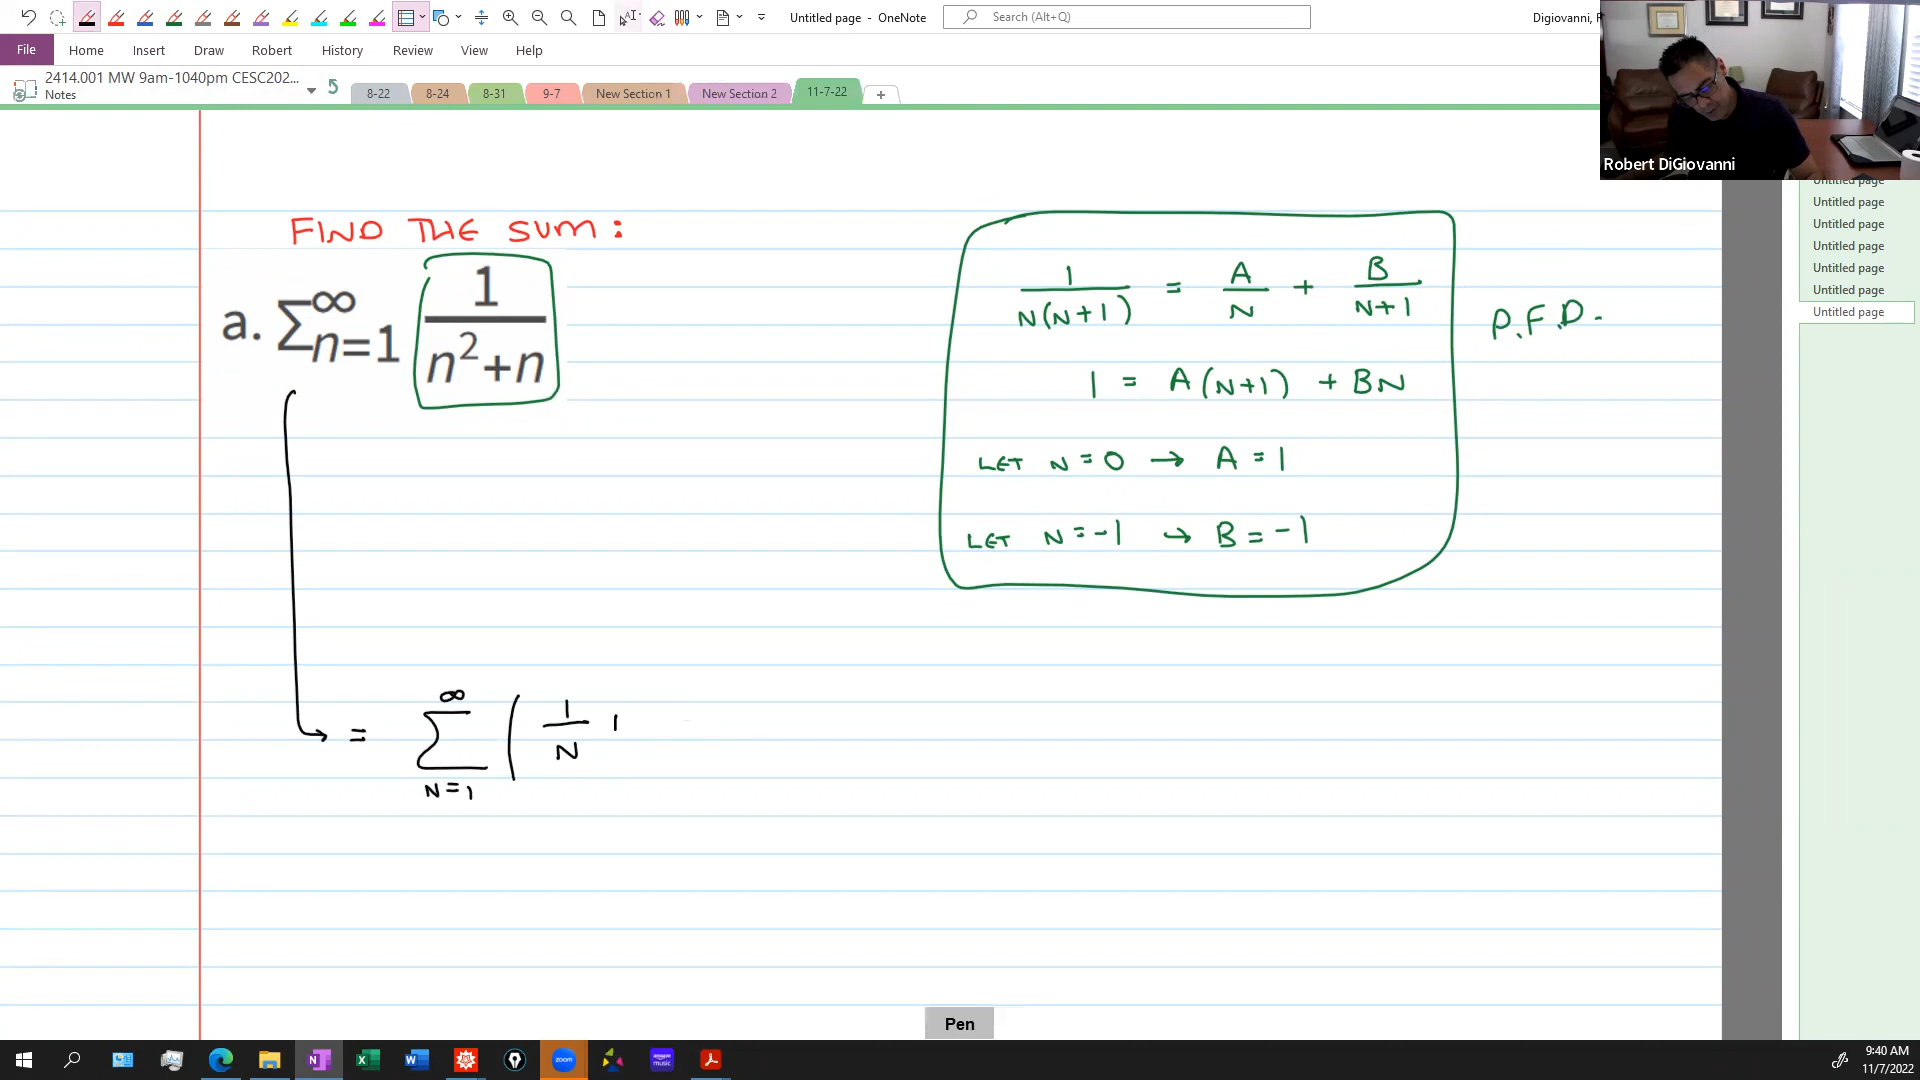 Untitled page - OneNote
Search (Alt+Q)
Digiovanni,
File Home Insert Draw Robert History Review View Help
2414.001 MW 9am-1040pm CESC202...
Notes
8-22 8-24 8-31 9-7 New Section 1 New Section 2 11-7-22 +
Robert DiGiovanni
Untitled page
Untitled page
Untitled page
Untitled page
Untitled page
Untitled page
Untitled page
FIND THE SUM:
a. ∑_{n=1}^{∞} 1/(n²+n)
1/(N(N+1)) = A/N + B/(N+1)
P.F.D.
1 = A(N+1) + BN
LET N=0 → A=1
LET N=-1 → B=-1
= ∑_{N=1}^{∞} ( 1/N
Pen
zoom
amazon music
9:40 AM
11/7/2022